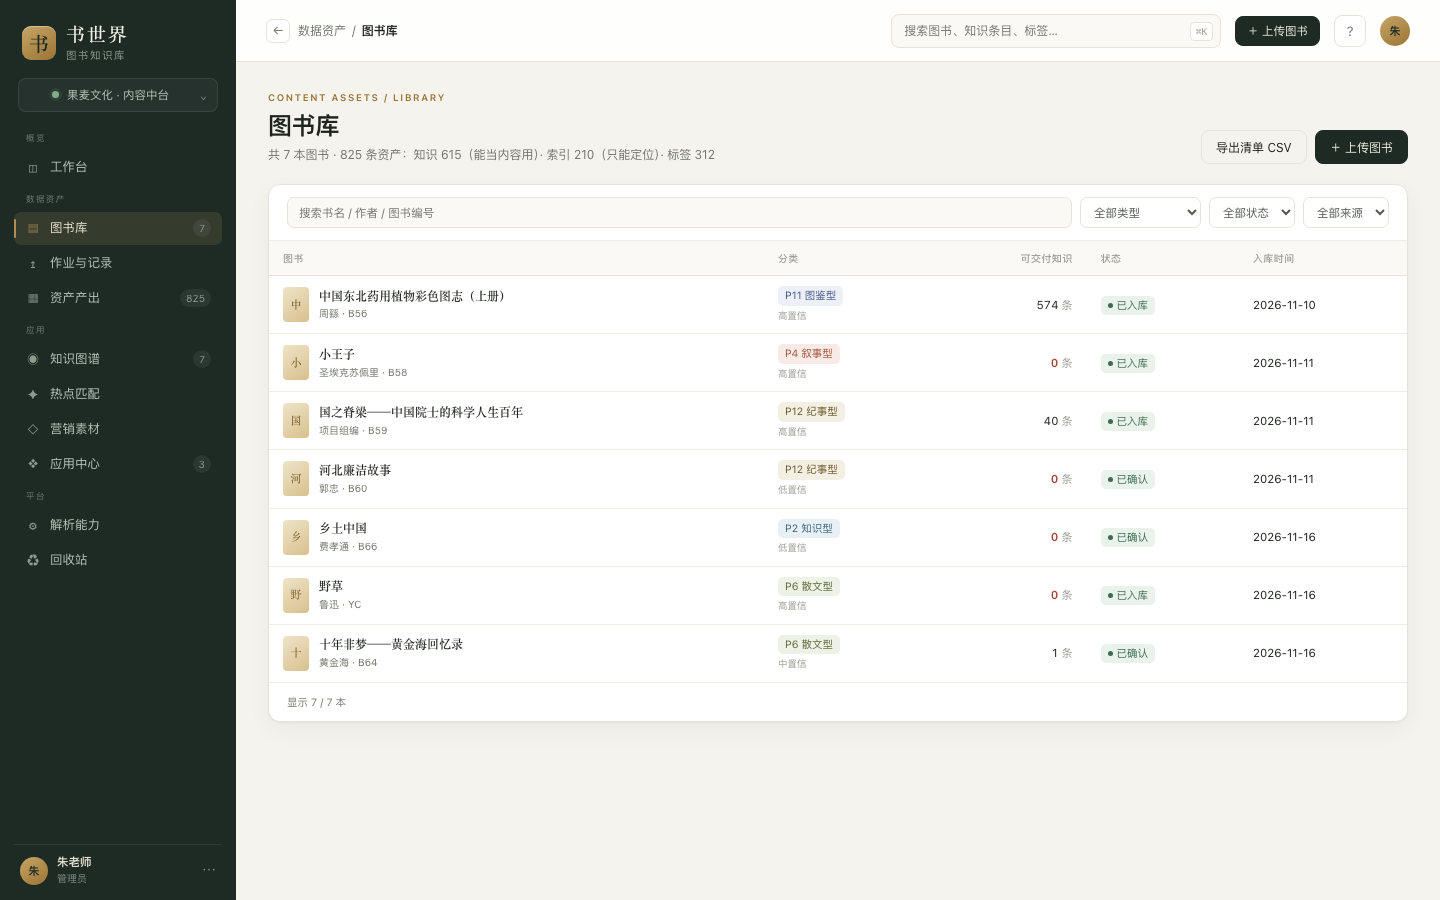 书 书世界
图书知识库
果麦文化 · 内容中台
概览
工作台
数据资产
图书库 7
作业与记录
资产产出 825
应用
知识图谱 7
热点匹配
营销素材
应用中心 3
平台
解析能力
回收站
朱 朱老师
管理员
← 数据资产 / 图书库
搜索图书、知识条目、标签... ⌘K
+ 上传图书
?
朱
CONTENT ASSETS / LIBRARY
图书库
共 7 本图书 · 825 条资产：知识 615（能当内容用）· 索引 210（只能定位）· 标签 312
导出清单 CSV
+ 上传图书
搜索书名 / 作者 / 图书编号
全部类型
全部状态
全部来源
图书 分类 可交付知识 状态 入库时间
中 中国东北药用植物彩色图志（上册） P11 图鉴型 574 条 已入库 2026-11-10
周繇 · B56 高置信
小 小王子 P4 叙事型 0 条 已入库 2026-11-11
圣埃克苏佩里 · B58 高置信
国 国之脊梁——中国院士的科学人生百年 P12 纪事型 40 条 已入库 2026-11-11
项目组编 · B59 高置信
河 河北廉洁故事 P12 纪事型 0 条 已确认 2026-11-11
郭忠 · B60 低置信
乡 乡土中国 P2 知识型 0 条 已确认 2026-11-16
费孝通 · B66 低置信
野 野草 P6 散文型 0 条 已入库 2026-11-16
鲁迅 · YC 高置信
十 十年非梦——黄金海回忆录 P6 散文型 1 条 已确认 2026-11-16
黄金海 · B64 中置信
显示 7 / 7 本